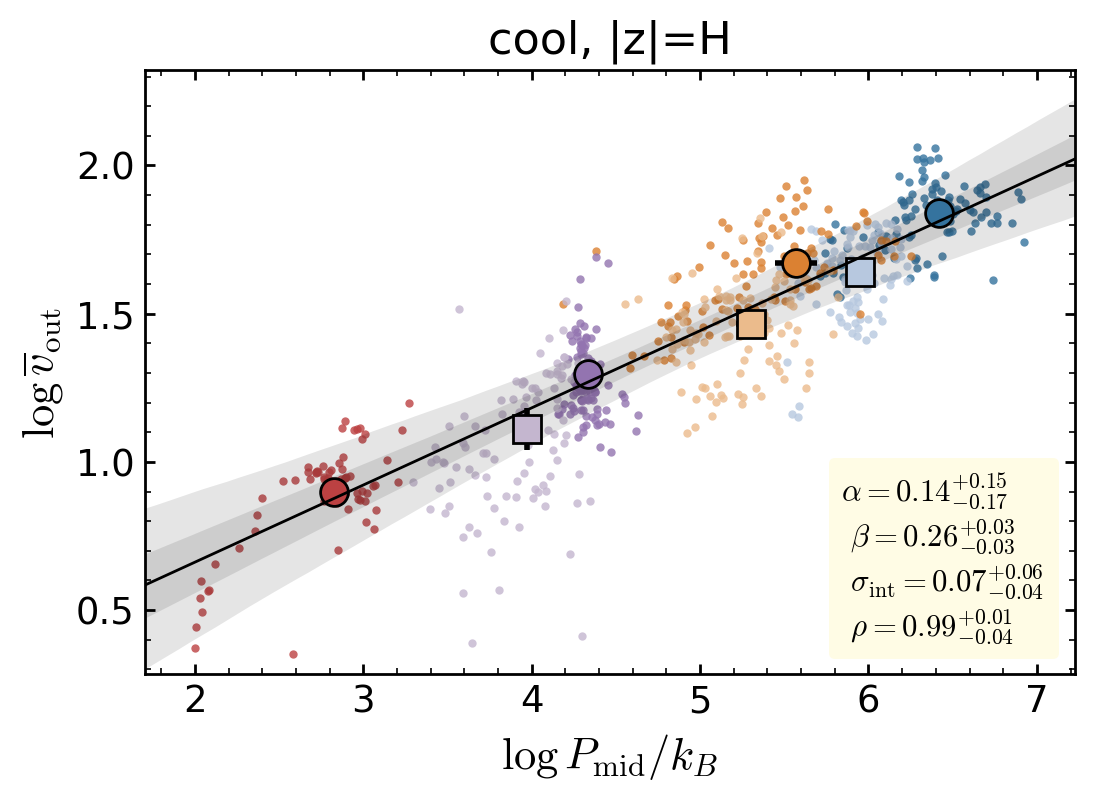 cool, |z|=H
2.0
1.5
1.0
0.5
log v̅_out
α = 0.14^{+0.15}_{-0.17}
β = 0.26^{+0.03}_{-0.03}
σ_int = 0.07^{+0.06}_{-0.04}
ρ = 0.99^{+0.01}_{-0.04}
2 3 4 5 6 7
log P_mid/k_B